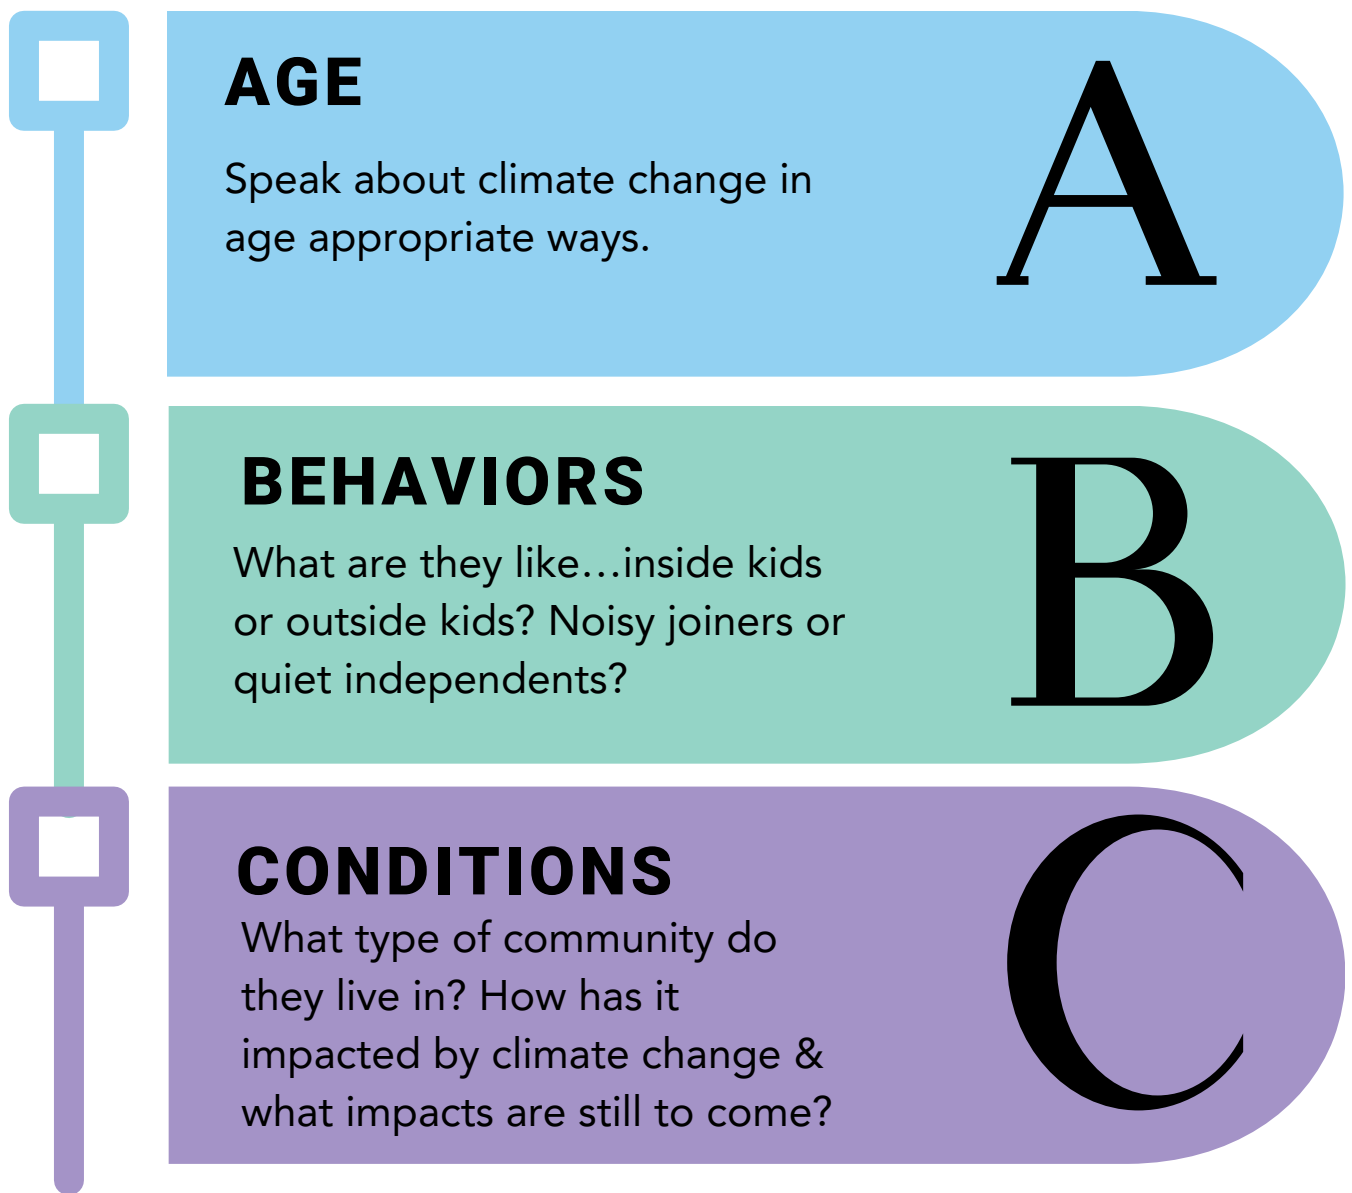 AGE
A
Speak about climate change in
age appropriate ways.
BEHAVIORS
B
What are they like...inside kids
or outside kids? Noisy joiners or
quiet independents?
CONDITIONS
C
What type of community do
they live in? How has it
impacted by climate change &
what impacts are still to come?